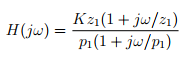 H(jω) = Kz₁(1 + jω/z₁) / p₁(1 + jω/p₁)